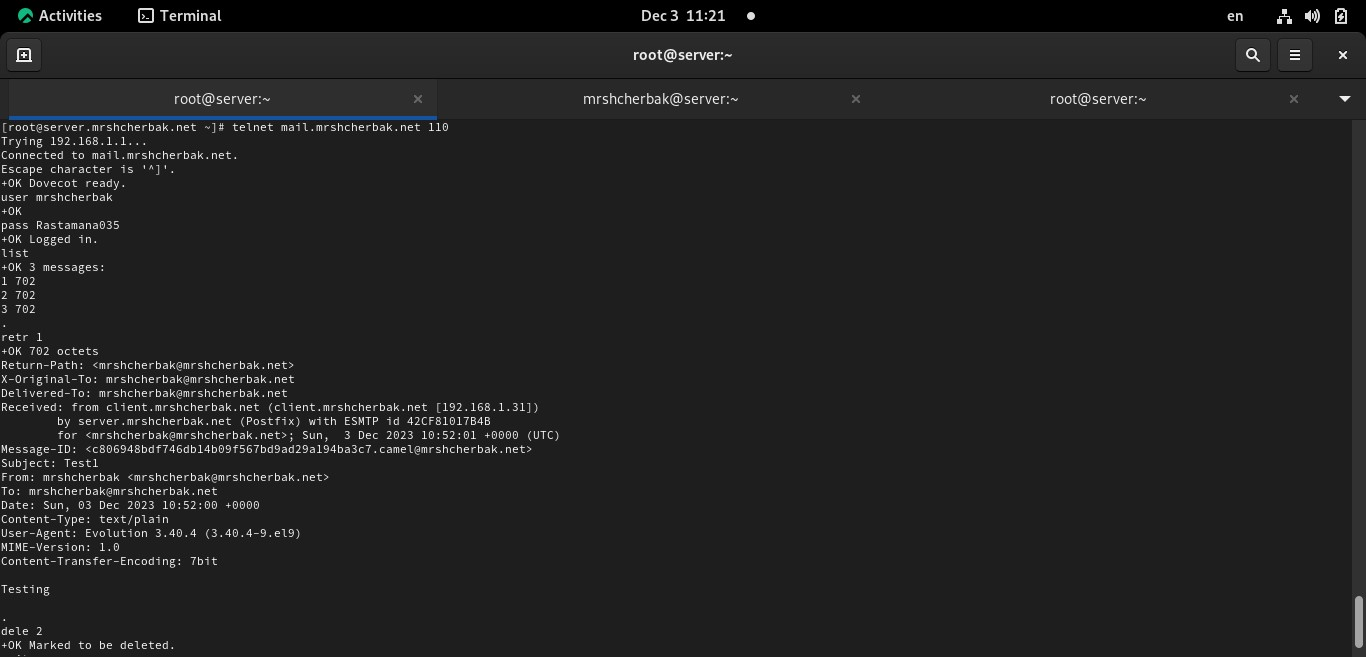 Activities Terminal Dec 3 11:21 en
root@server:~
root@server:~ mrshcherbak@server:~ root@server:~
[root@server.mrshcherbak.net ~]# telnet mail.mrshcherbak.net 110
Trying 192.168.1.1...
Connected to mail.mrshcherbak.net.
Escape character is '^]'.
+OK Dovecot ready.
user mrshcherbak
+OK
pass Rastamana035
+OK Logged in.
list
+OK 3 messages:
1 702
2 702
3 702
.
retr 1
+OK 702 octets
Return-Path: <mrshcherbak@mrshcherbak.net>
X-Original-To: mrshcherbak@mrshcherbak.net
Delivered-To: mrshcherbak@mrshcherbak.net
Received: from client.mrshcherbak.net (client.mrshcherbak.net [192.168.1.31])
        by server.mrshcherbak.net (Postfix) with ESMTP id 42CF81017B4B
        for <mrshcherbak@mrshcherbak.net>; Sun,  3 Dec 2023 10:52:01 +0000 (UTC)
Message-ID: <c806948bdf746db14b09f567bd9ad29a194ba3c7.camel@mrshcherbak.net>
Subject: Test1
From: mrshcherbak <mrshcherbak@mrshcherbak.net>
To: mrshcherbak@mrshcherbak.net
Date: Sun, 03 Dec 2023 10:52:00 +0000
Content-Type: text/plain
User-Agent: Evolution 3.40.4 (3.40.4-9.el9)
MIME-Version: 1.0
Content-Transfer-Encoding: 7bit
Testing
.
dele 2
+OK Marked to be deleted.